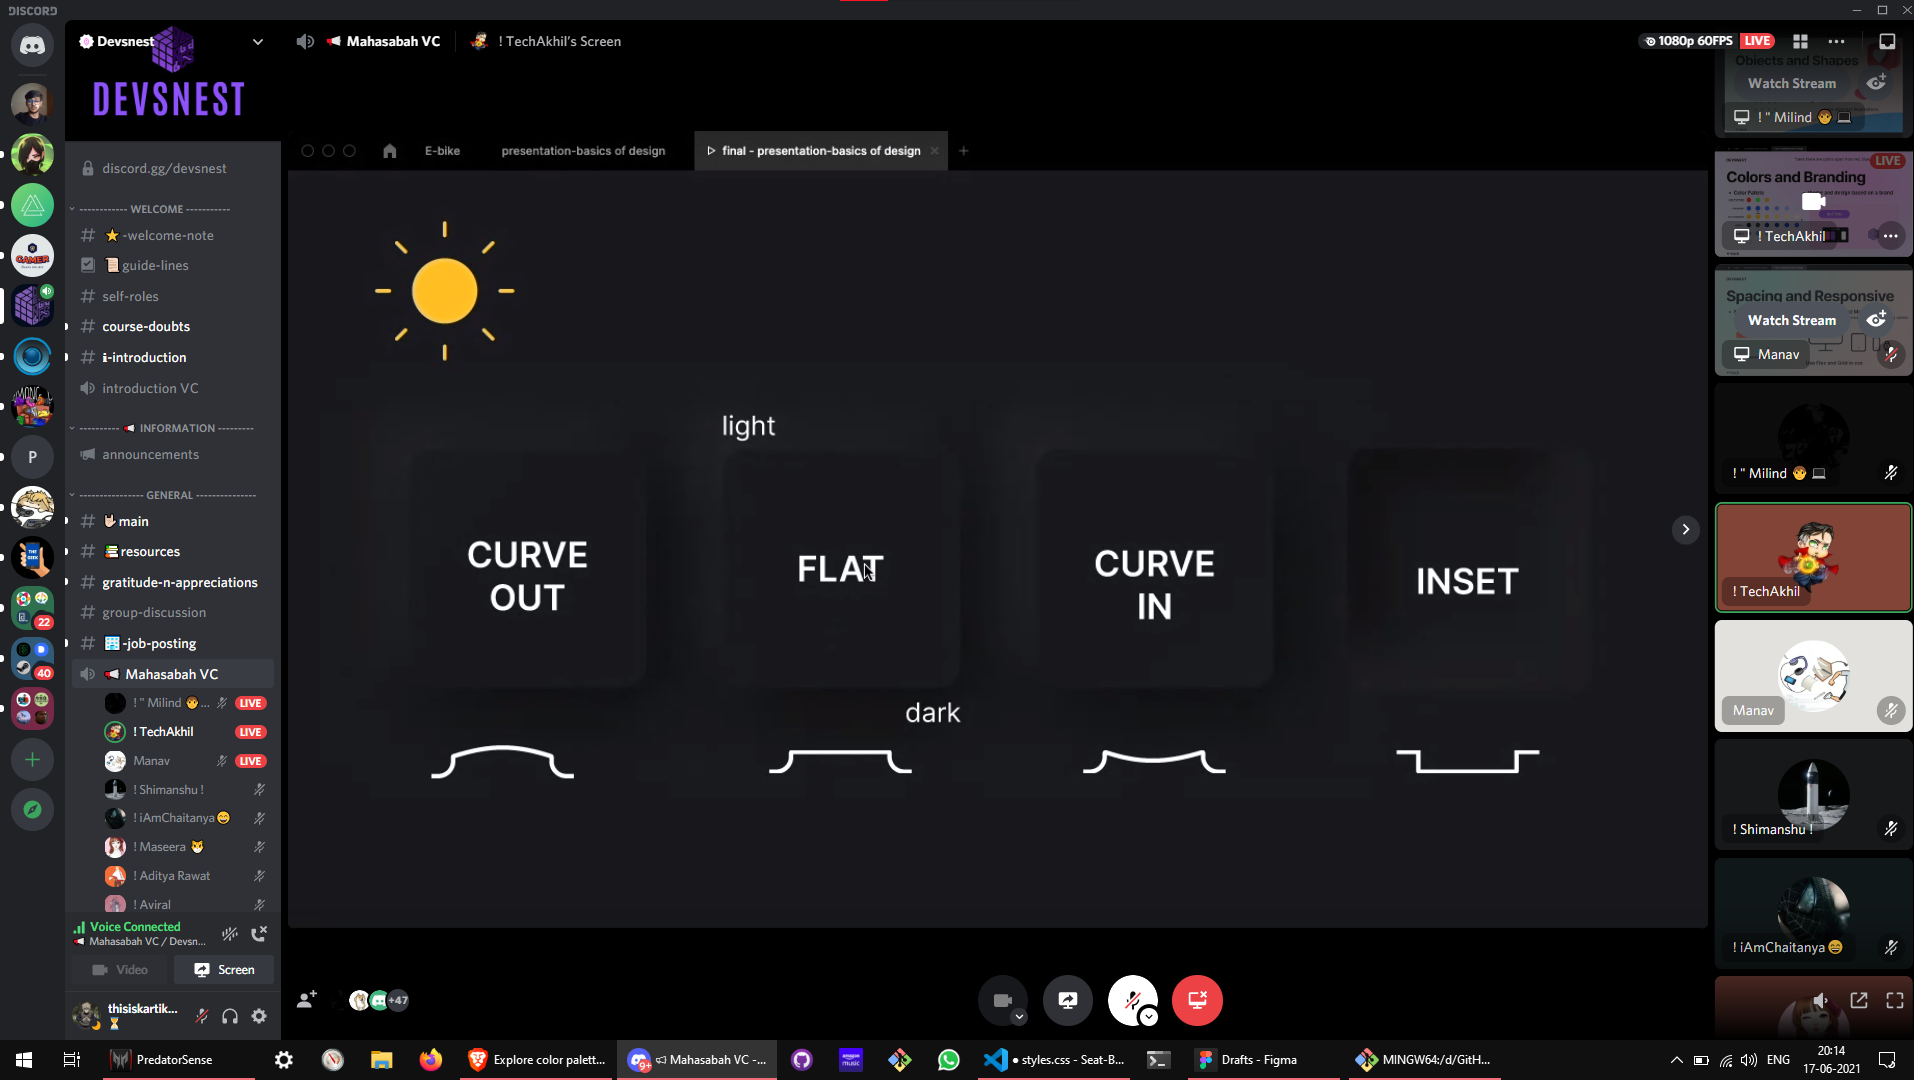 DISCORD
Devsnest
DEVSNEST
discord.gg/devsnest
------------ WELCOME -----------
⭐-welcome-note
📜guide-lines
self-roles
course-doubts
ℹ-introduction
introduction VC
---------- 📢 INFORMATION ---------
announcements
---------------- GENERAL ---------------
🤟🏻main
📚resources
gratitude-n-appreciations
group-discussion
📅-job-posting
📢 Mahasabah VC
! " Milind 🧑... LIVE
! TechAkhil LIVE
Manav LIVE
! Shimanshu !
! iAmChaitanya😄
! Maseera 🐱
! Aditya Rawat
! Aviral
Voice Connected
📢 Mahasabah VC / Devsn...
Video
Screen
thisiskartik...
⏳
P
22
40
GAMER
THE GEEK
📢 Mahasabah VC
! TechAkhil's Screen
1080p 60FPS LIVE
E-bike
presentation-basics of design
final - presentation-basics of design
light
CURVE
OUT
FLAT
CURVE
IN
INSET
dark
+47
Objects and Shapes
Watch Stream
! " Milind 🧑💻
LIVE
Colors and Branding
! TechAkhil
Spacing and Responsive
Watch Stream
Manav
! " Milind 🧑💻
! TechAkhil
Manav
! Shimanshu !
! iAmChaitanya😄
PredatorSense
Explore color palett...
9+
Mahasabah VC -...
amazon music
• styles.css - Seat-B...
Drafts - Figma
MINGW64:/d/GitH...
ENG
20:14
17-06-2021